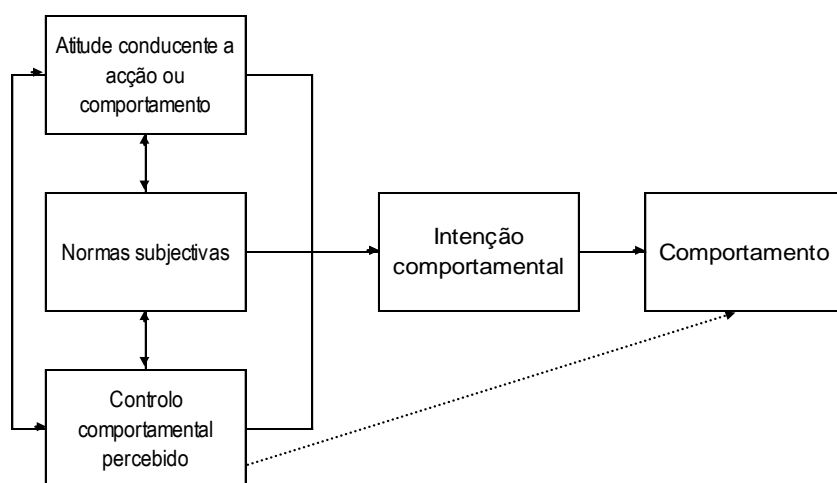 Atitude conducente a
acção ou
comportamento
Normas subjectivas
Intenção
comportamental
Comportamento
Controlo
comportamental
percebido